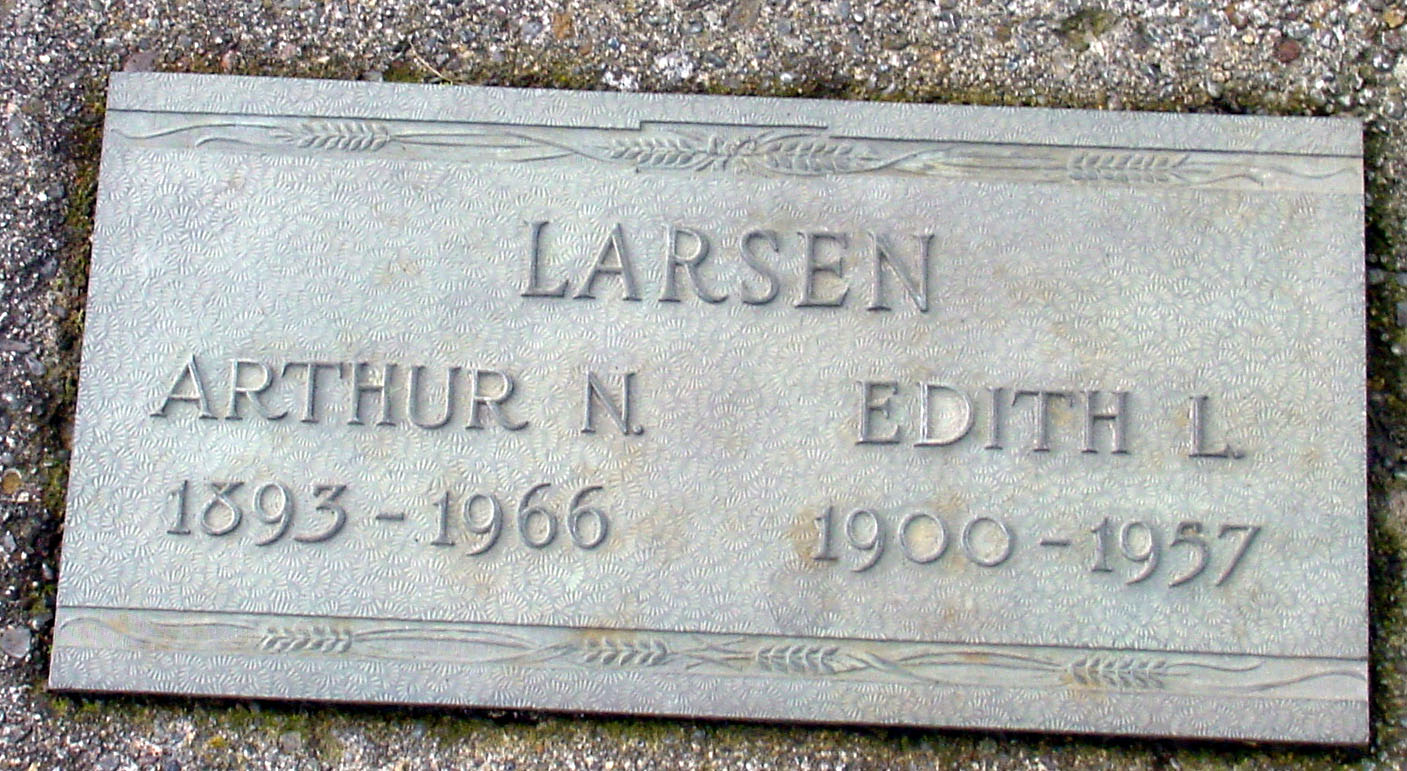 LARSEN
ARTHUR N. EDITH L.
1893 - 1966 1900 - 1957